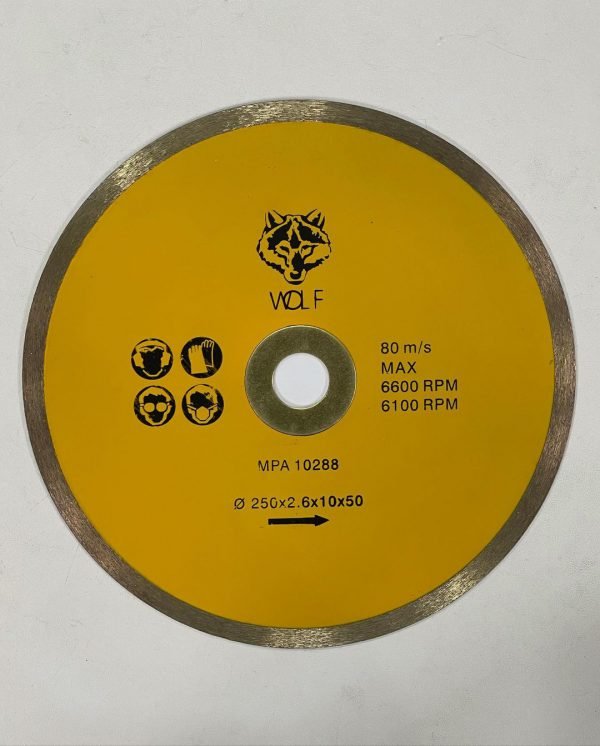 WOLF
80 m/s
MAX
6600 RPM
6100 RPM
MPA 10288
Ø 250x2.6x10x50